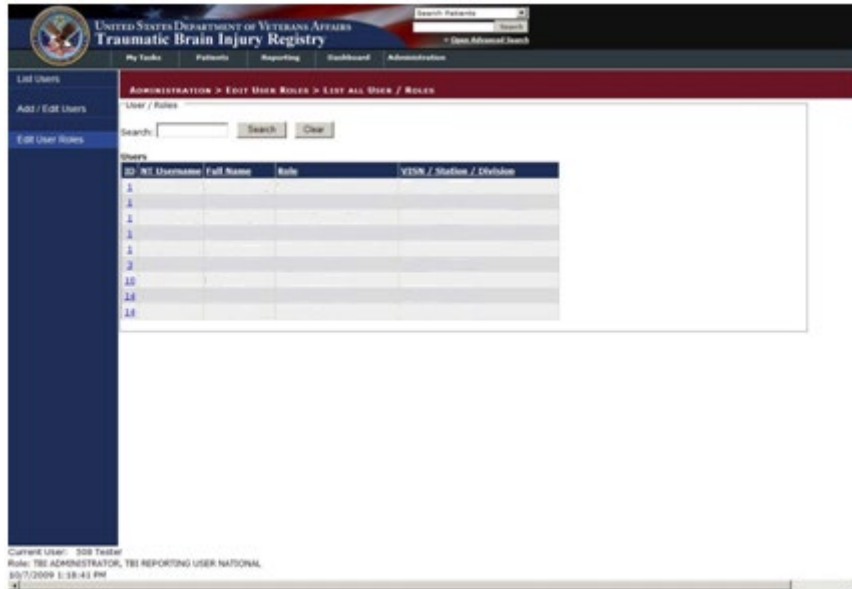 Search Patients
UNITED STATES DEPARTMENT OF VETERANS AFFAIRS
Search
Traumatic Brain Injury Registry
» Open Advanced Search
My Tasks Patients Reporting Dashboard Administration
List Users
ADMINISTRATION > EDIT USER ROLES > LIST ALL USER / ROLES
User / Roles
Add / Edit Users
Search: Search Clear
Edit User Roles
Users
ID NT Username Full Name Role VISN / Station / Division
1
1
1
1
1
3
10
14
14
Current User: 508 Tester
Role: TBI ADMINISTRATOR, TBI REPORTING USER NATIONAL
10/7/2009 1:18:41 PM